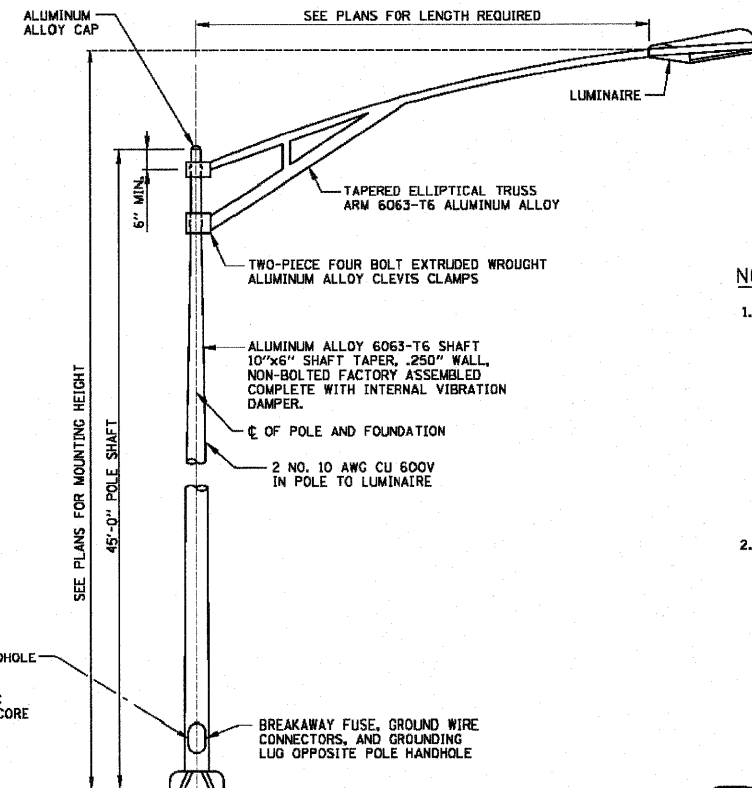 ALUMINUM
ALLOY CAP
SEE PLANS FOR LENGTH REQUIRED
LUMINAIRE
6" MIN.
TAPERED ELLIPTICAL TRUSS
ARM 6063-T6 ALUMINUM ALLOY
TWO-PIECE FOUR BOLT EXTRUDED WROUGHT
ALUMINUM ALLOY CLEVIS CLAMPS
1.
ALUMINUM ALLOY 6063-T6 SHAFT
10"x6" SHAFT TAPER, .250" WALL,
NON-BOLTED FACTORY ASSEMBLED
COMPLETE WITH INTERNAL VIBRATION
DAMPER.
℄ OF POLE AND FOUNDATION
2 NO. 10 AWG CU 600V
IN POLE TO LUMINAIRE
SEE PLANS FOR MOUNTING HEIGHT
45'-0" POLE SHAFT
2.
CORE
BREAKAWAY FUSE, GROUND WIRE
CONNECTORS, AND GROUNDING
LUG OPPOSITE POLE HANDHOLE